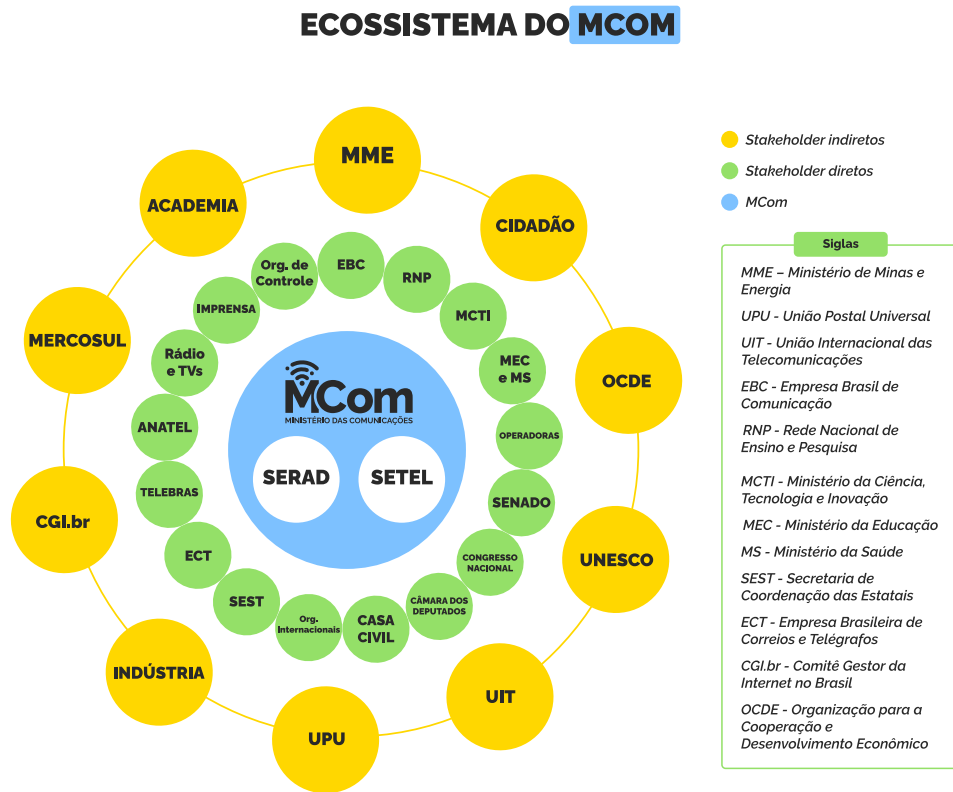 ECOSSISTEMA DO MCOM
MME
ACADEMIA
CIDADÃO
MERCOSUL
OCDE
CGI.br
UNESCO
INDÚSTRIA
UIT
UPU
Org. de
Controle
EBC
RNP
IMPRENSA
MCTI
Rádio
e TVs
MEC
e MS
ANATEL
OPERADORAS
TELEBRAS
SENADO
ECT
CONGRESSO
NACIONAL
SEST
CÂMARA DOS
DEPUTADOS
Org.
Internacionais
CASA
CIVIL
MCom
MINISTÉRIO DAS COMUNICAÇÕES
SERAD
SETEL
Stakeholder indiretos
Stakeholder diretos
MCom
Siglas
MME – Ministério de Minas e
Energia
UPU - União Postal Universal
UIT - União Internacional das
Telecomunicações
EBC - Empresa Brasil de
Comunicação
RNP - Rede Nacional de
Ensino e Pesquisa
MCTI - Ministério da Ciência,
Tecnologia e Inovação
MEC - Ministério da Educação
MS - Ministério da Saúde
SEST - Secretaria de
Coordenação das Estatais
ECT - Empresa Brasileira de
Correios e Telégrafos
CGI.br - Comitê Gestor da
Internet no Brasil
OCDE - Organização para a
Cooperação e
Desenvolvimento Econômico